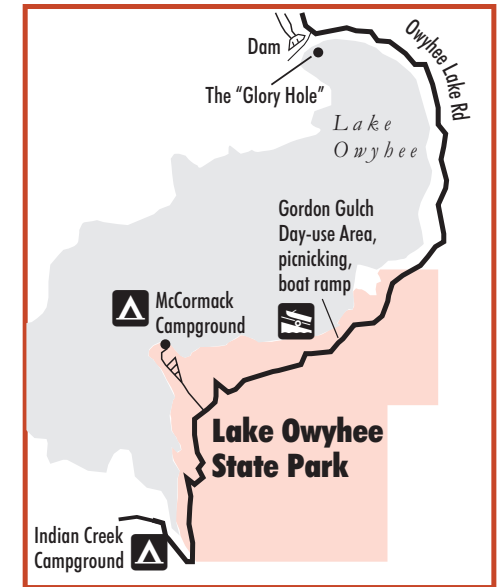 Dam
Owyhee Lake Rd
The "Glory Hole"
Lake
Owyhee
Gordon Gulch
Day-use Area,
picnicking,
boat ramp
McCormack
Campground
Lake Owyhee
State Park
Indian Creek
Campground